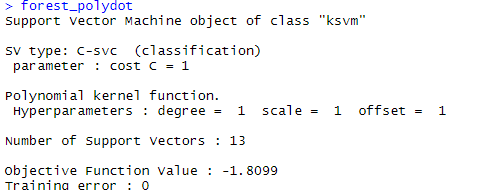 > forest_polydot
Support Vector Machine object of class "ksvm"
SV type: C-svc (classification)
parameter : cost C = 1
Polynomial kernel function.
Hyperparameters : degree = 1 scale = 1 offset = 1
Number of Support Vectors : 13
Objective Function Value : -1.8099
Training error : 0